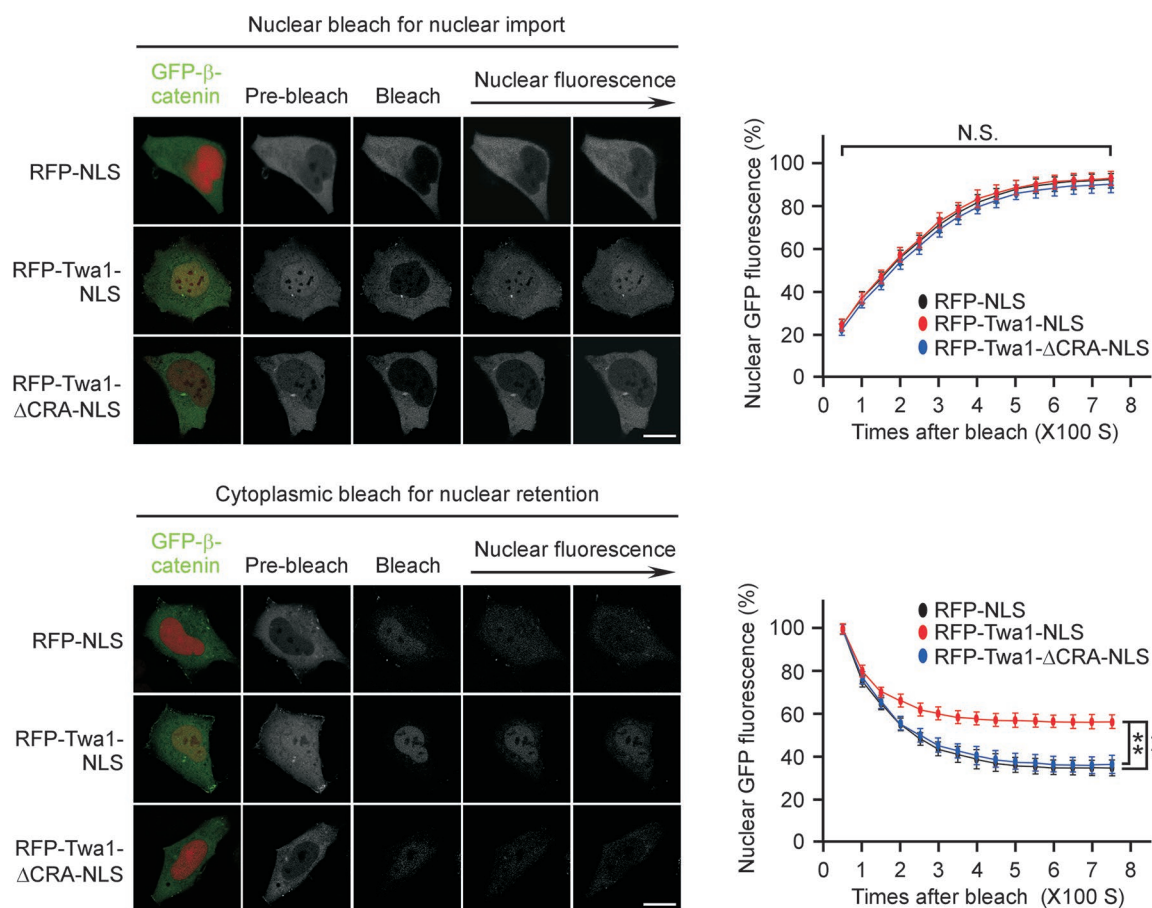 Nuclear bleach for nuclear import
GFP-β-
catenin
Pre-bleach
Bleach
Nuclear fluorescence
RFP-NLS
RFP-Twa1-
NLS
RFP-Twa1-
ΔCRA-NLS
Nuclear GFP fluorescence (%)
100
80
60
40
20
0
N.S.
RFP-NLS
RFP-Twa1-NLS
RFP-Twa1-ΔCRA-NLS
0 1 2 3 4 5 6 7 8
Times after bleach (X100 S)
Cytoplasmic bleach for nuclear retention
GFP-β-
catenin
Pre-bleach
Bleach
Nuclear fluorescence
RFP-NLS
RFP-Twa1-
NLS
RFP-Twa1-
ΔCRA-NLS
Nuclear GFP fluorescence (%)
100
80
60
40
20
0
RFP-NLS
RFP-Twa1-NLS
RFP-Twa1-ΔCRA-NLS
**
0 1 2 3 4 5 6 7 8
Times after bleach (X100 S)